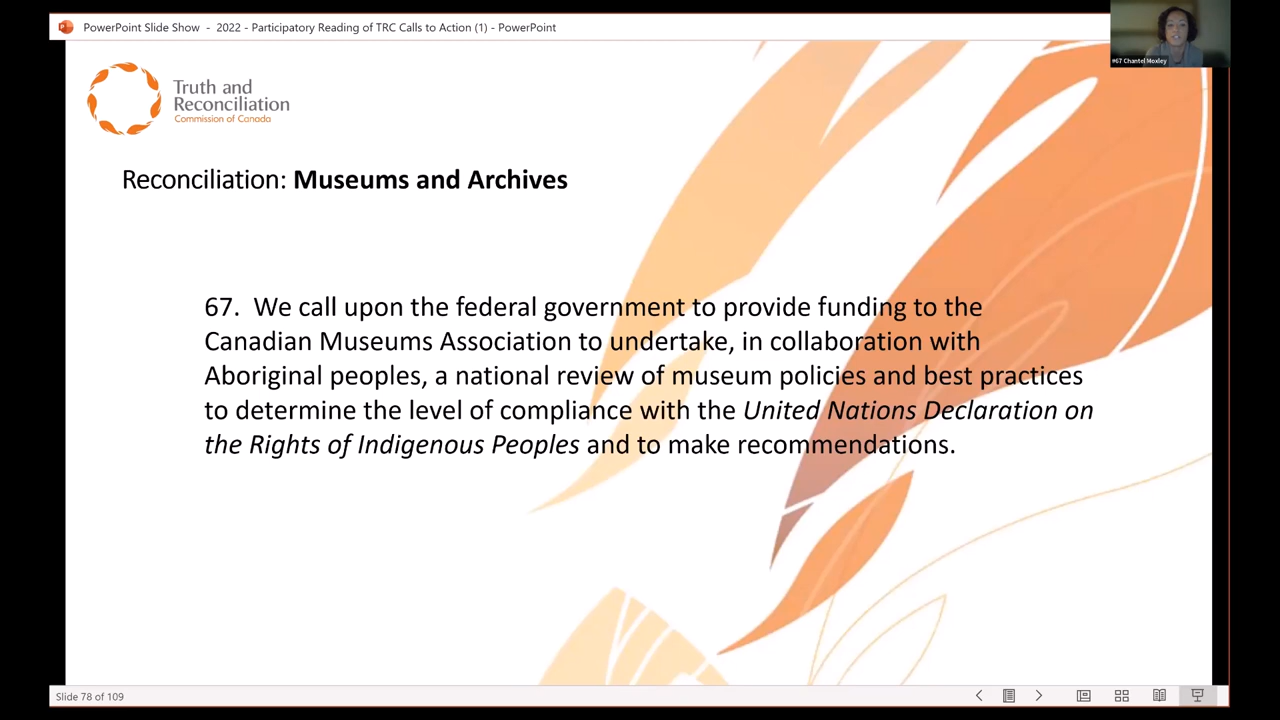 PowerPoint Slide Show - 2022 - Participatory Reading of TRC Calls to Action (1) - PowerPoint
#67 Chantel Moxley
Truth and
Reconciliation
Commission of Canada
Reconciliation: Museums and Archives
67. We call upon the federal government to provide funding to the
Canadian Museums Association to undertake, in collaboration with
Aboriginal peoples, a national review of museum policies and best practices
to determine the level of compliance with the United Nations Declaration on
the Rights of Indigenous Peoples and to make recommendations.
Slide 78 of 109